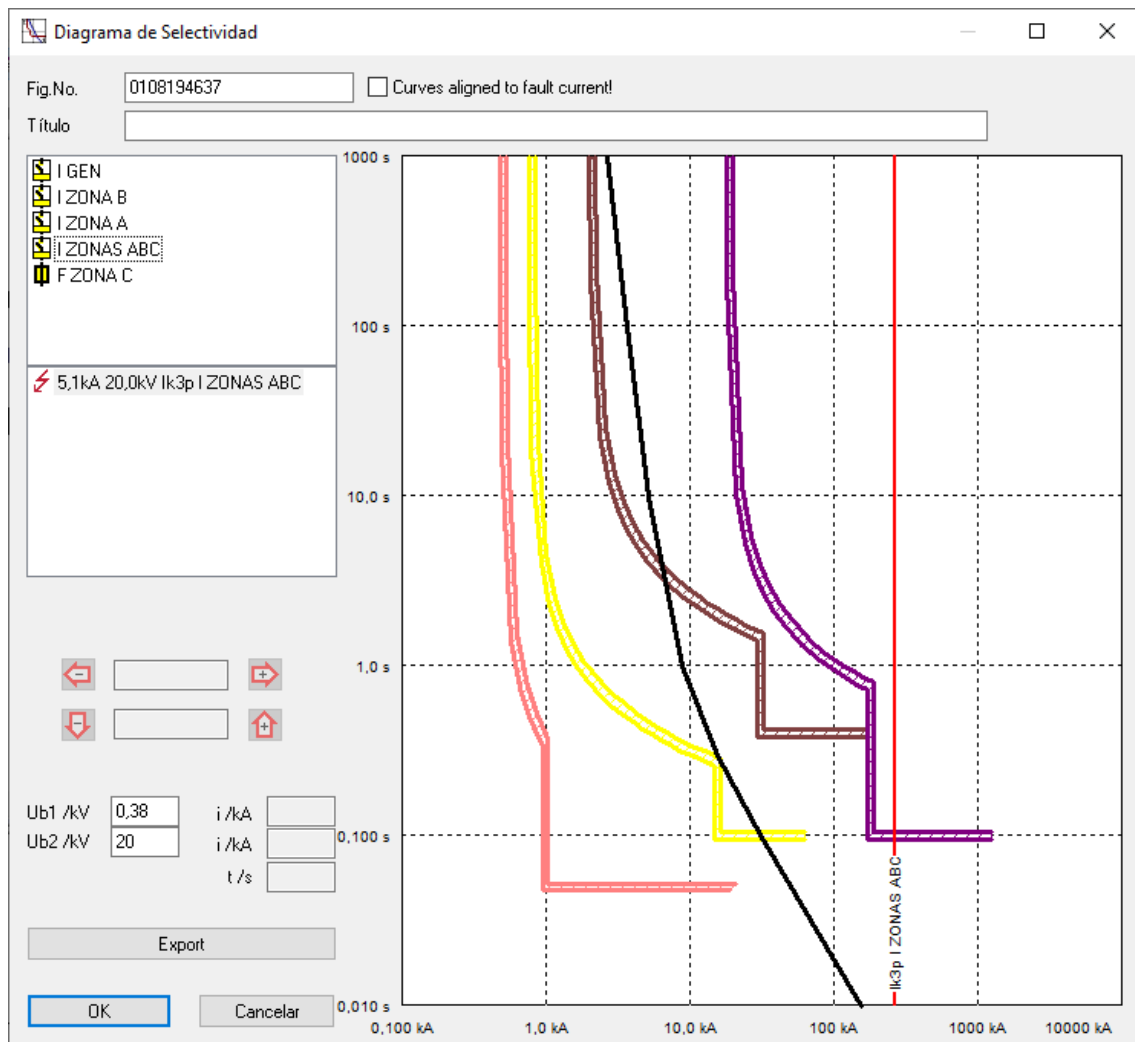 Diagrama de Selectividad
Fig.No. 0108194637 Curves aligned to fault current!
Título
I GEN
I ZONA B
I ZONA A
I ZONAS ABC
F ZONA C
5,1kA 20,0kV Ik3p I ZONAS ABC
Ub1 /kV 0,38 i /kA
Ub2 /kV 20 i /kA
t /s
Export
OK Cancelar
1000 s
100 s
10,0 s
1,0 s
0,100 s
0,010 s
0,100 kA 1,0 kA 10,0 kA 100 kA 1000 kA 10000 kA
Ik3p I ZONAS ABC